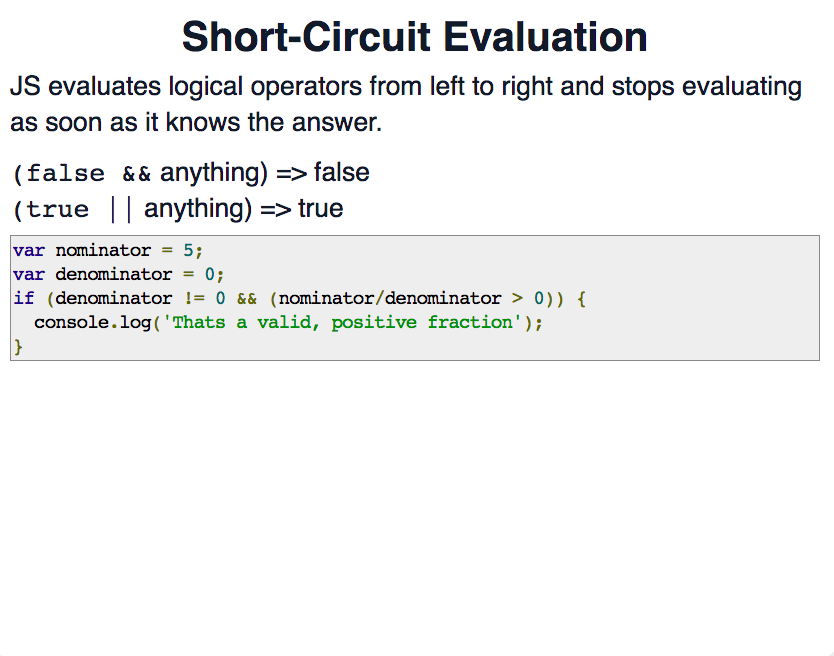 Short-Circuit Evaluation
JS evaluates logical operators from left to right and stops evaluating
as soon as it knows the answer.
(false && anything) => false
(true || anything) => true
var nominator = 5;
var denominator = 0;
if (denominator != 0 && (nominator/denominator > 0)) {
  console.log('Thats a valid, positive fraction');
}